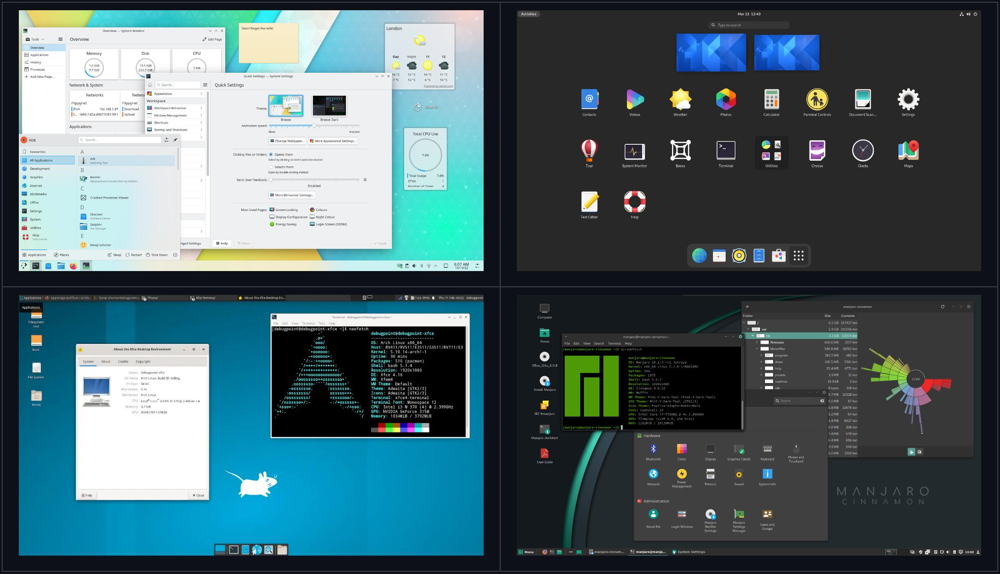 Overview — System Monitor
Tools
Overview
Edit Page
Overview
Applications
History
Processes
Add New Page...
Memory
1.6 GiB
7.7 GiB
Disk
19.5 GiB
224.7 GiB
CPU
7.6%
Network & System
Networks
Flippynet
IPv4 192.168.1.97
I... fe80::1d2a:d5b7:5181:f6f1
Flippynet
Download
Upload
Applications
Don't forget the milk!
London
Day Night 11 12
16 °C 12 °C 16 °C 17 °C
7 °C 12 °C 6 °C 10 °C
Powered by wetter.com
00:00:00
Total CPU Use
7.6%
Total Usage 7.6%
CPUs 1
Number of Cores 4
Quick Settings — System Settings
Search...
Quick Settings
Appearance
Workspace
Workspace Behaviour
Window Management
Shortcuts
Startup and Shutdown
Theme:
Breeze
Breeze Dark
Animation speed:
Slow
Instant
Change Wallpaper...
More Appearance Settings...
Clicking files or folders:
Opens them
Select by clicking on item's selection marker
Selects them
Open by double-clicking instead
Send User Feedback:
Disabled
More Behaviour Settings...
Most Used Pages:
Screen Locking
Colours
Display Configuration
Night Colour
Energy Saving
Login Screen (SDDM)
nged Settings
Help
Reset
Apply
K
KDE
Search...
Favourites
All Applications
Development
Graphics
Internet
Multimedia
Office
Settings
System
Utilities
Help
Help Centre
A
Ark
Archiving Tool
B
Barrier
Keyboard and mouse sharing solution
C
Crashed Processes Viewer
D
Discover
Software Centre
Dolphin
File Manager
E
Emoji Selector
Applications
Places
Sleep
Restart
Shut Down
6:07 AM
10/10/22
Activities
Mar 23 12:49
Type to search
Contacts
Videos
Weather
Photos
Calculator
Parental Controls
Document Scan...
Settings
Tour
System Monitor
Boxes
Terminal
Utilities
Cheese
Clocks
Maps
Text Editor
Help
Applications
AppImage and fuse : archli...
ksnip [/home/debugpoint/...
Thunar
Xfce Terminal
About the Xfce Desktop En...
(1:25, 95%)
Thu 11 Feb, 06:52
debugpoint
Applications
Filesystem
root
boot
File System
Home
About the Xfce Desktop Environment
System
About
Credits
Copyright
Device debugpoint-xfce
OS Name Arch Linux; Build ID: rolling
OS Type 64-bit
Xfce Version 4.16
Distributor Arch Linux
CPU Intel® Core™ i3 CPU M 370 @ 2.40GHz × 4
Memory 3.7 GiB
GPU NVA8 (1011.0 MiB)
Help
Close
Terminal - debugpoint@debugpoint-xfce:~
File Edit View Terminal Tabs Help
[debugpoint@debugpoint-xfce ~]$ neofetch
debugpoint@debugpoint-xfce
--------------------------
OS: Arch Linux x86_64
Host: RV411/RV511/E3511/S3511/RV711/E3
Kernel: 5.10.14-arch1-1
Uptime: 30 mins
Packages: 510 (pacman)
Shell: bash 5.1.4
Resolution: 1920x1080
DE: Xfce 4.16
WM: Xfwm4
WM Theme: Default
Theme: Adwaita [GTK2/3]
Icons: Adwaita [GTK2/3]
Terminal: xfce4-terminal
Terminal Font: Monospace 12
CPU: Intel i3 M 370 (4) @ 2.399GHz
GPU: NVIDIA GeForce 315M
Memory: 1034MiB / 3792MiB
Computer
Home
VBox_GAs_6.0.8
Install Manjaro
IRC #manjaro
Manjaro-Architect
User Guide
manjaro-cinnamon
Folder Size Contents
/ 6.5 GB 247427 iten
usr 5.9 GB 241336 iten
lib 3.2 GB 53374 iten
firmware 460.6 MB 2217 iten
libreoffice 398.8 MB 10762 iten
program 262.2 MB 482 iten
share 106.5 MB 3361 iten
help 25.4 MB 6771 iten
presets 1.1 MB 21 iten
readmes 16.9 kB 2 iten
sdk 0 bytes 119 iten
5.7 MB 10328 iten
9.0 MB 57 iten
6.4 MB 10676 iten
3.2 MB 54 iten
1.4 MB 6527 iten
9.9 MB 108 iten
7.4 MB 579 iten
6.4 MB 696 iten
9.1 MB 340 iten
9.0 MB 2310 iten
3.2 GB
manjaro@manjaro-cinnamon:~
File Edit View Search Terminal Help
[manjaro@manjaro-cinnamon ~]$ screenfetch
manjaro@manjaro-cinnamon
OS: Manjaro 18.1.0-rc1 Juhraya
Kernel: x86_64 Linux 5.1.8-1-MANJARO
Uptime: 20m
Packages: 1075
Shell: bash 5.0.7
Resolution: 1920x1080
DE: Cinnamon 4.0.10
WM: Muffin
WM Theme: Mint-Y-Dark-Teal (Mint-Y-Dark-Teal)
GTK Theme: Mint-Y-Dark-Teal [GTK2/3]
Icon Theme: Papirus-Adapta-Nokto-Maia
Font: Cantarell 10
CPU: Intel Core i7-7700HQ @ 4x 2.808GHz
GPU: llvmpipe (LLVM 8.0, 256 bits)
RAM: 1182MiB / 10139MiB
[manjaro@manjaro-cinnamon ~]$
Search
Hardware
Bluetooth
Color
Display
Graphics Tablet
Keyboard
Mouse and
Touchpad
Network
Power
Management
Printers
Sound
System Info
Administration
About Me
Login Window
Manjaro
Notifier
Settings
Manjaro
Settings
Manager
Users and
Groups
MANJARO
CINNAMON
Menu
manjaro-cinnam...
manjaro@manja...
System Settings
13:02